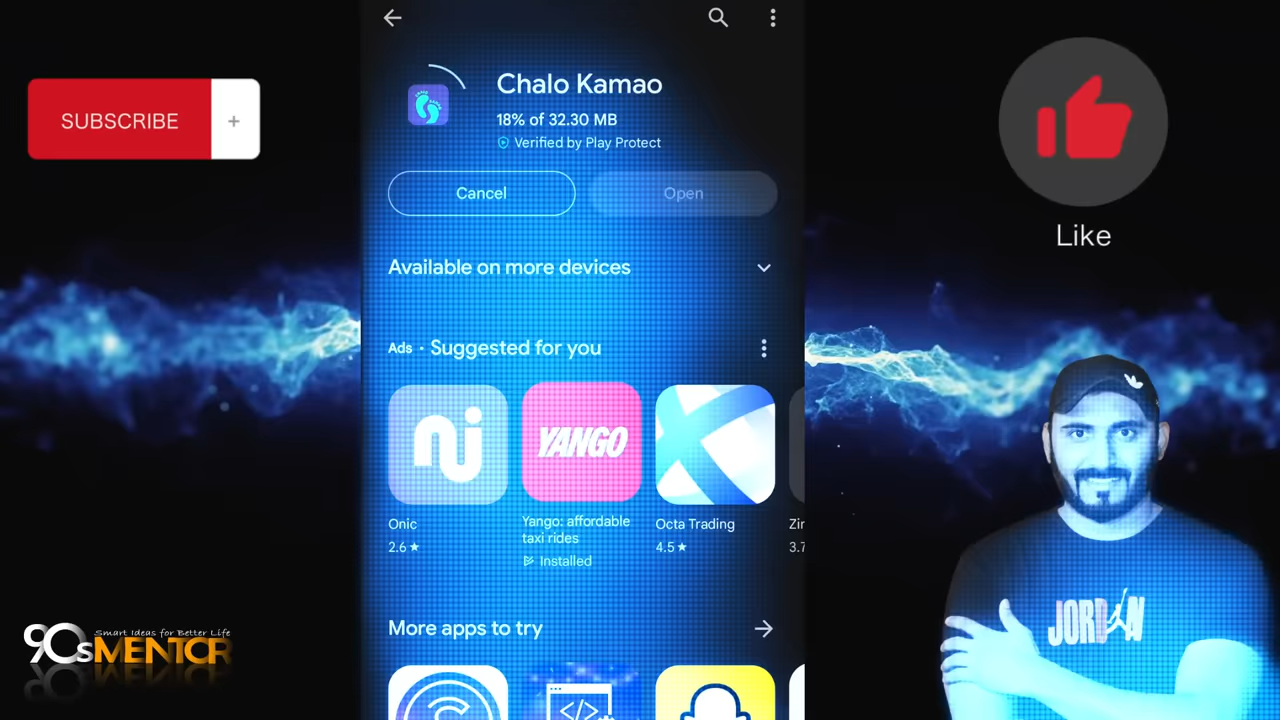 SUBSCRIBE +
Chalo Kamao
18% of 32.30 MB
Verified by Play Protect
Cancel
Open
Available on more devices
Ads · Suggested for you
YANGO
Onic
2.6★
Yango: affordable
taxi rides
Installed
Octa Trading
4.5★
Zir
3.7
More apps to try
</>
Like
JORDAN
Smart Ideas for Better Life
90sMENTOR